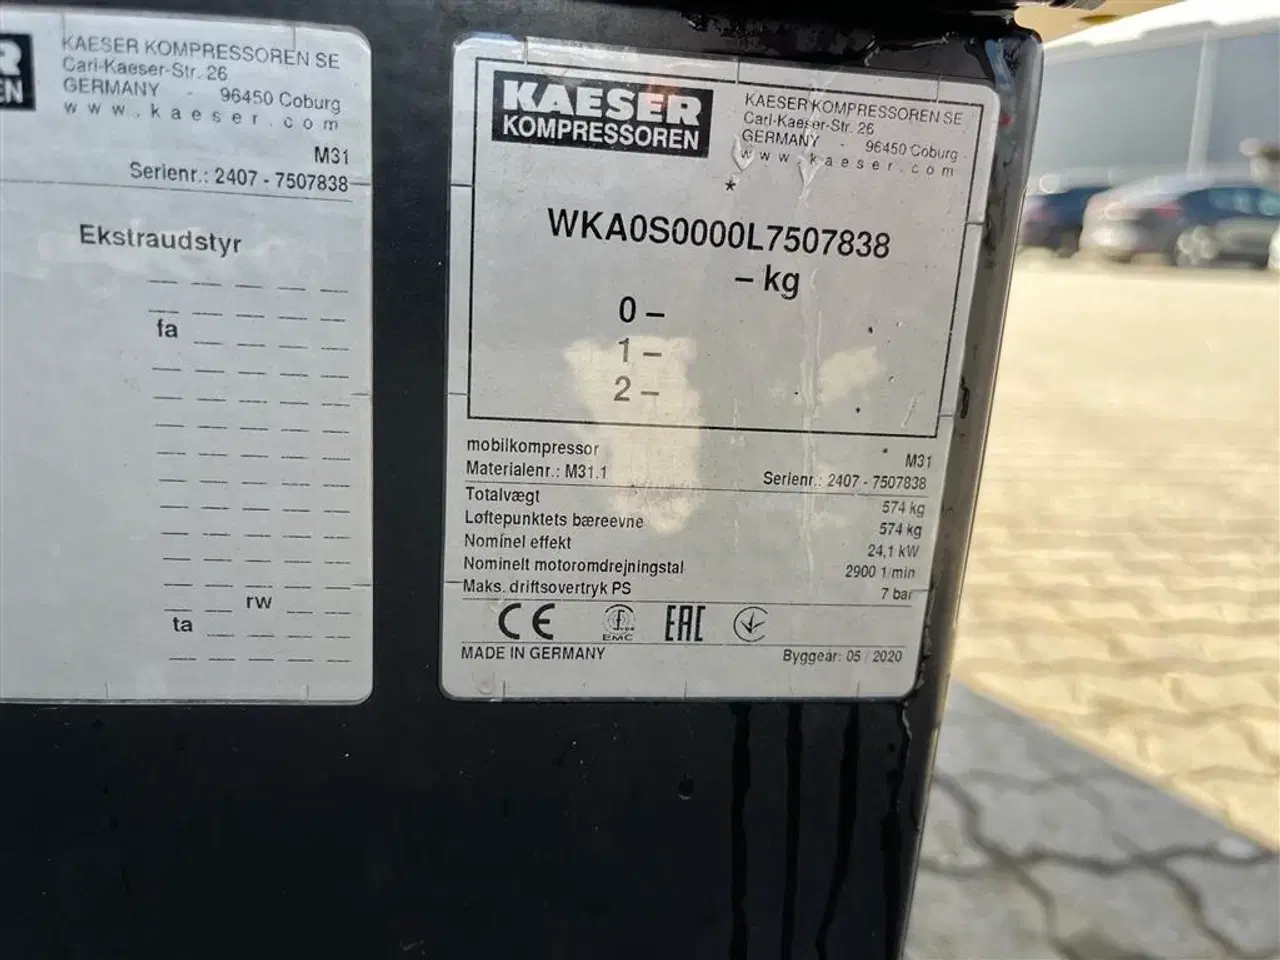 KAESER KOMPRESSOREN SE
Carl-Kaeser-Str. 26
GERMANY - 96450 Coburg
www.kaeser.com
M31
Serienr.: 2407 - 7507838
Ekstraudstyr
fa
rw
ta
KAESER
KOMPRESSOREN
KAESER KOMPRESSOREN SE
Carl-Kaeser-Str. 26
GERMANY - 96450 Coburg
www.kaeser.com
*
WKA0S0000L7507838
– kg
0 –
1 –
2 –
mobilkompressor M31
Materialenr.: M31.1 Serienr.: 2407 - 7507838
Totalvægt 574 kg
Løftepunktets bæreevne 574 kg
Nominel effekt 24,1 kW
Nominelt motoromdrejningstal 2900 1/min
Maks. driftsovertryk PS 7 bar
CE EMC EAC
MADE IN GERMANY Byggeår: 05 / 2020